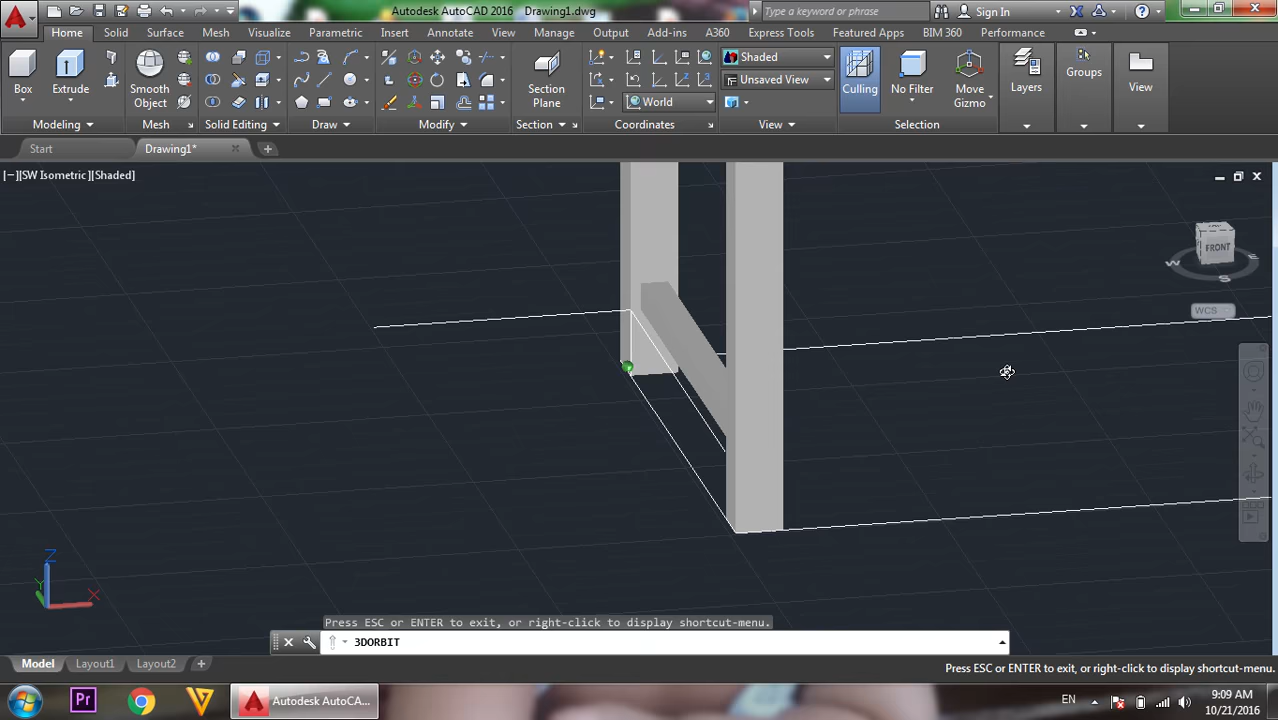 Autodesk AutoCAD 2016 Drawing1.dwg
Type a keyword or phrase
Sign In
Home Solid Surface Mesh Visualize Parametric Insert Annotate View Manage Output Add-ins A360 Express Tools Featured Apps BIM 360 Performance
Box
Extrude
Smooth
Object
Section
Plane
World
Shaded
Unsaved View
Culling
No Filter
Move
Gizmo
Layers
Groups
View
Modeling Mesh Solid Editing Draw Modify Section Coordinates View Selection
Start Drawing1*
[−][SW Isometric][Shaded]
FRONT
W
S
E
WCS
Z
Y
X
Press ESC or ENTER to exit, or right-click to display shortcut-menu.
3DORBIT
Model Layout1 Layout2
Press ESC or ENTER to exit, or right-click to display shortcut-menu.
Pr
Autodesk AutoCA...
EN
9:09 AM
10/21/2016